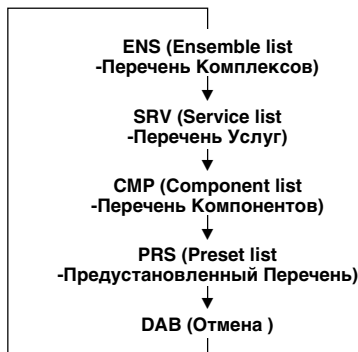 ENS (Ensemble list
-Перечень Комплексов)
SRV (Service list
-Перечень Услуг)
CMP (Component list
-Перечень Компонентов)
PRS (Preset list
-Предустановленный Перечень)
DAB (Отмена )